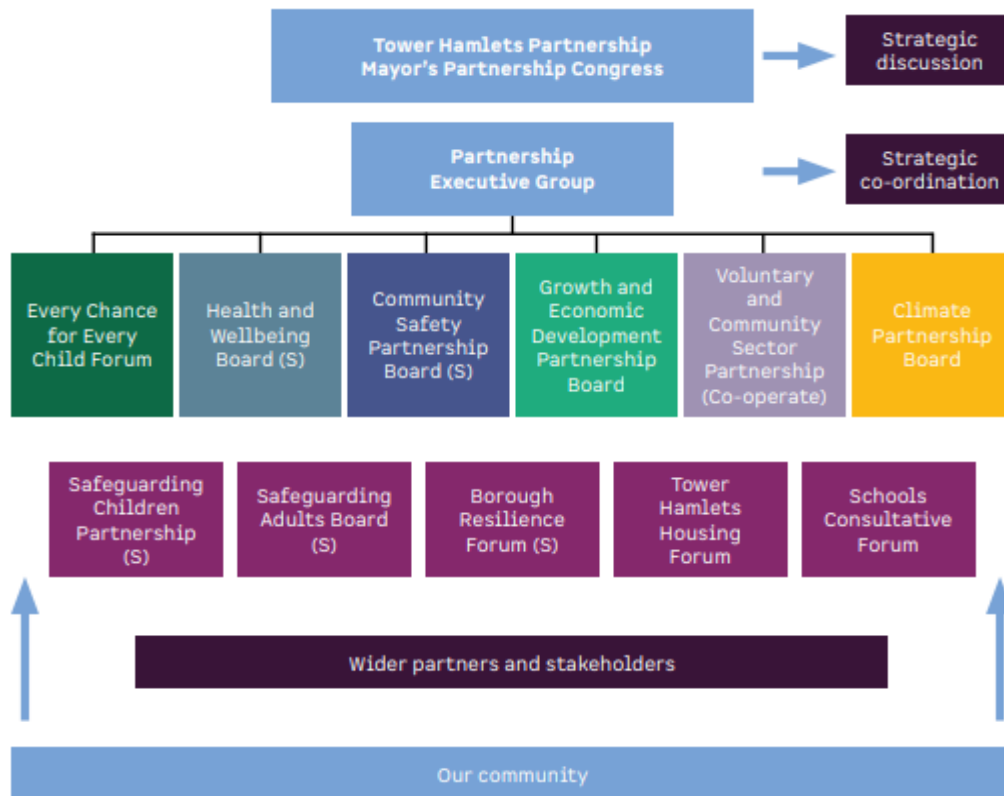 Tower Hamlets Partnership
Mayor's Partnership Congress
Strategic
discussion
Partnership
Executive Group
Strategic
co-ordination
Every Chance
for Every
Child Forum
Health and
Wellbeing
Board (S)
Community
Safety
Partnership
Board (S)
Growth and
Economic
Development
Partnership
Board
Voluntary
and
Community
Sector
Partnership
(Co-operate)
Climate
Partnership
Board
Safeguarding
Children
Partnership
(S)
Safeguarding
Adults Board
(S)
Borough
Resilience
Forum (S)
Tower
Hamlets
Housing
Forum
Schools
Consultative
Forum
Wider partners and stakeholders
Our community